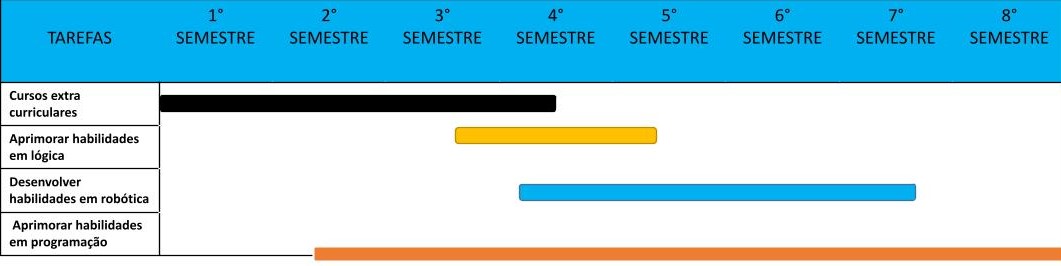 TAREFAS
1°
SEMESTRE
2°
SEMESTRE
3°
SEMESTRE
4°
SEMESTRE
5°
SEMESTRE
6°
SEMESTRE
7°
SEMESTRE
8°
SEMESTRE
Cursos extra
curriculares
Aprimorar habilidades
em lógica
Desenvolver
habilidades em robótica
Aprimorar habilidades
em programação